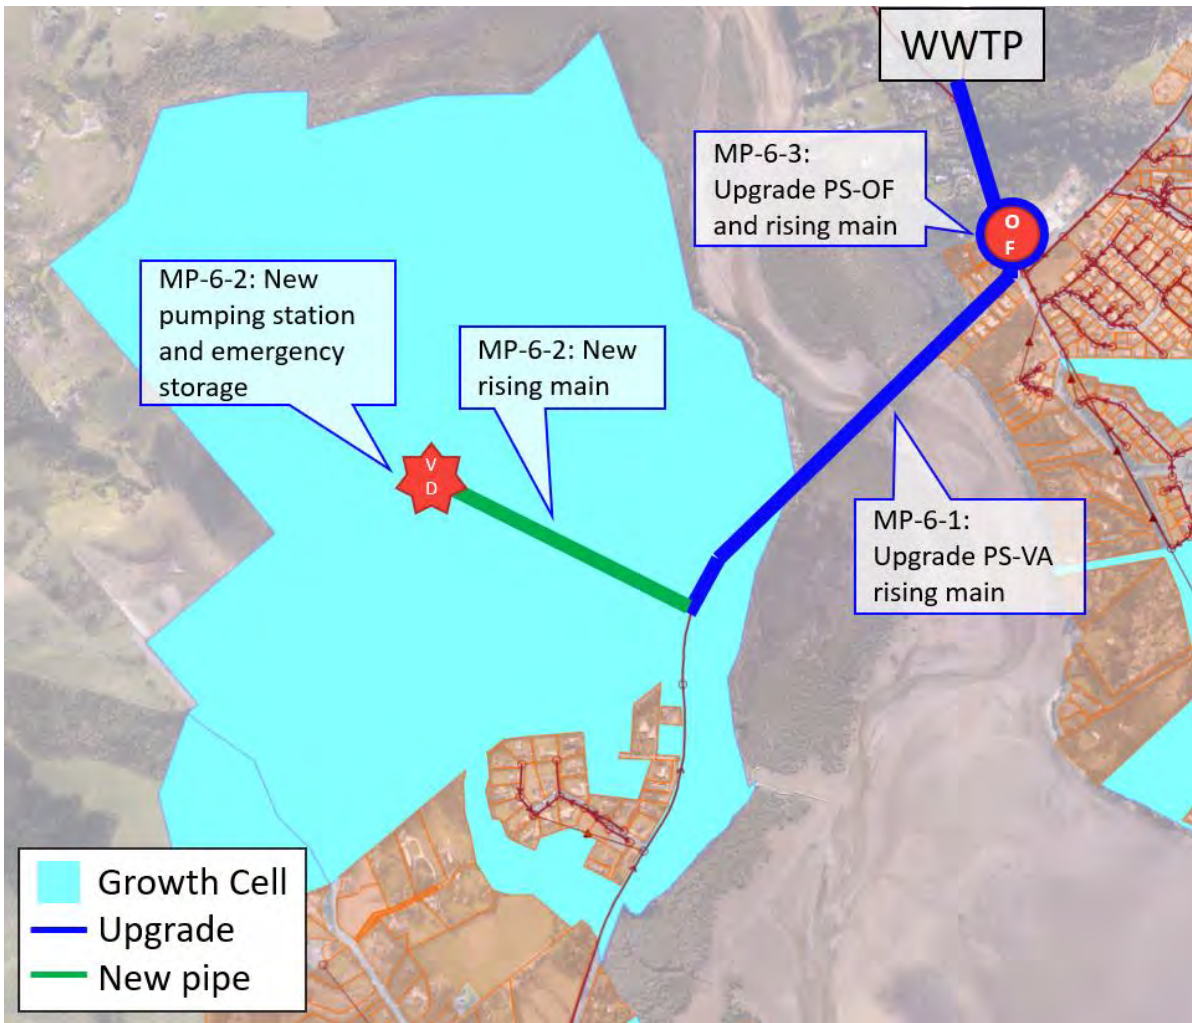 WWTP
MP-6-3:
Upgrade PS-OF
and rising main
O
F
MP-6-2: New
pumping station
and emergency
storage
MP-6-2: New
rising main
V
D
MP-6-1:
Upgrade PS-VA
rising main
Growth Cell
Upgrade
New pipe